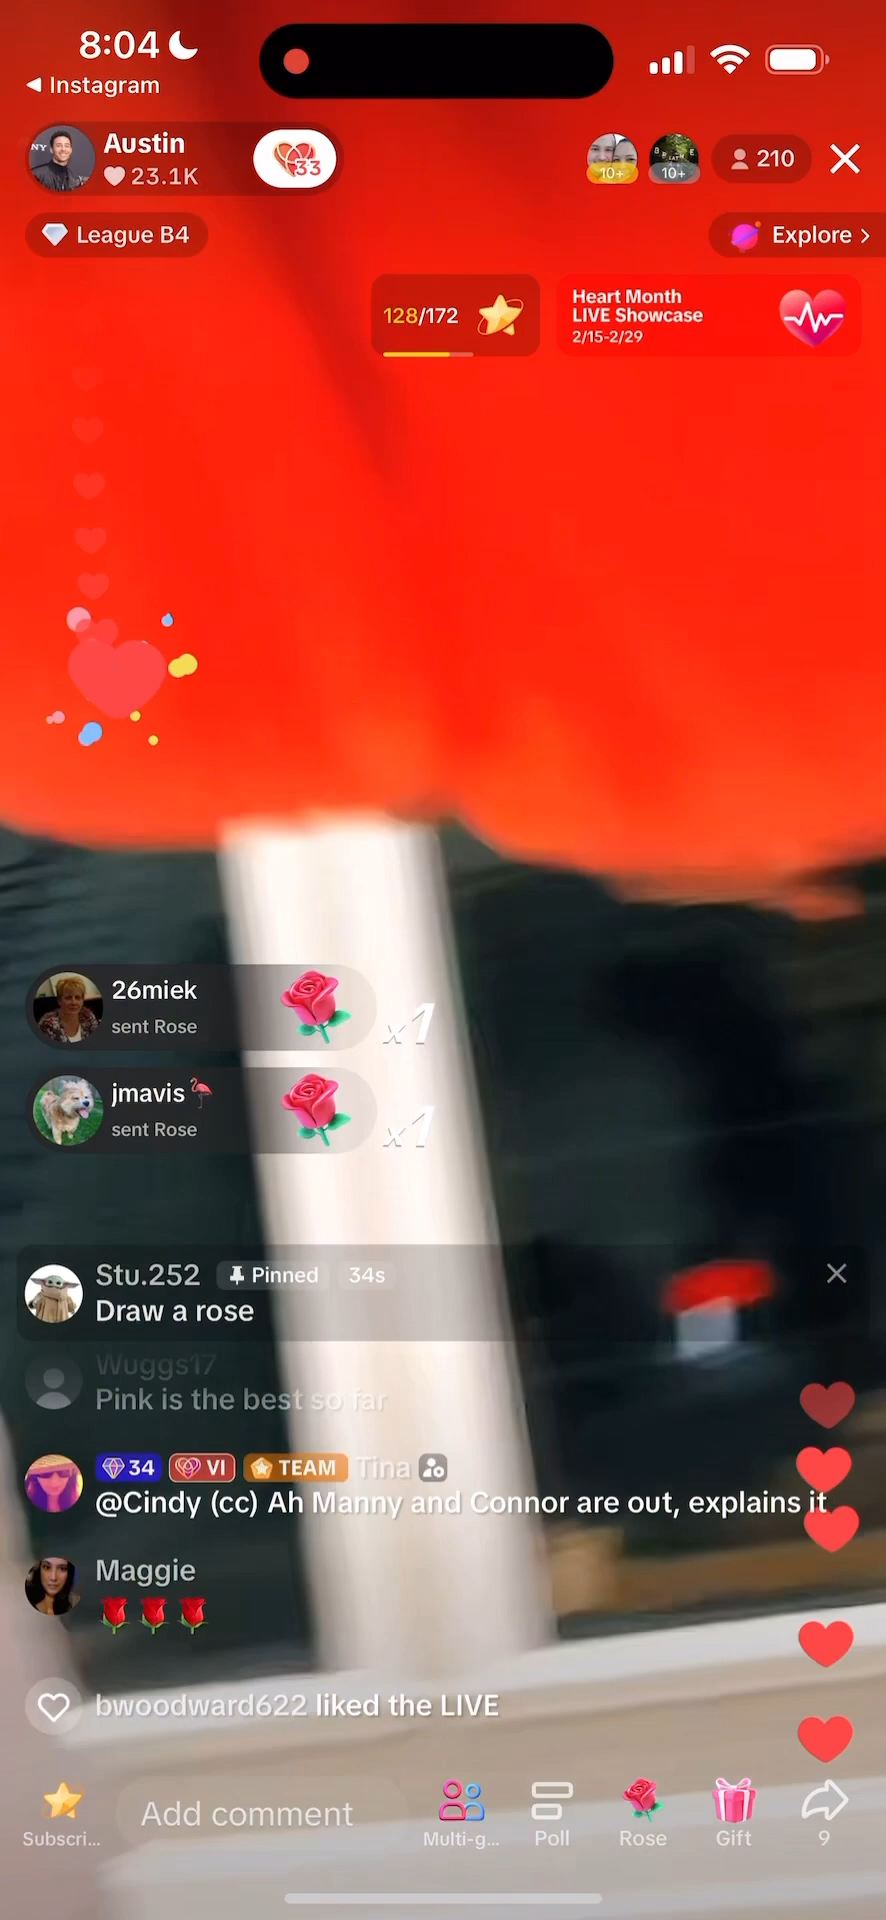 8:04
Instagram
NY
Austin
23.1K
33
10+
10+
210
League B4
Explore
128/172
Heart Month
LIVE Showcase
2/15-2/29
26miek
sent Rose
x1
jmavis🦩
sent Rose
x1
Stu.252 Pinned 34s
Draw a rose
Wuggs17
Pink is the best so far
34 VI TEAM Tina
@Cindy (cc) Ah Manny and Connor are out, explains it
Maggie
🌹🌹🌹
bwoodward622 liked the LIVE
Add comment
Subscri...
Multi-g...
Poll
Rose
Gift
9